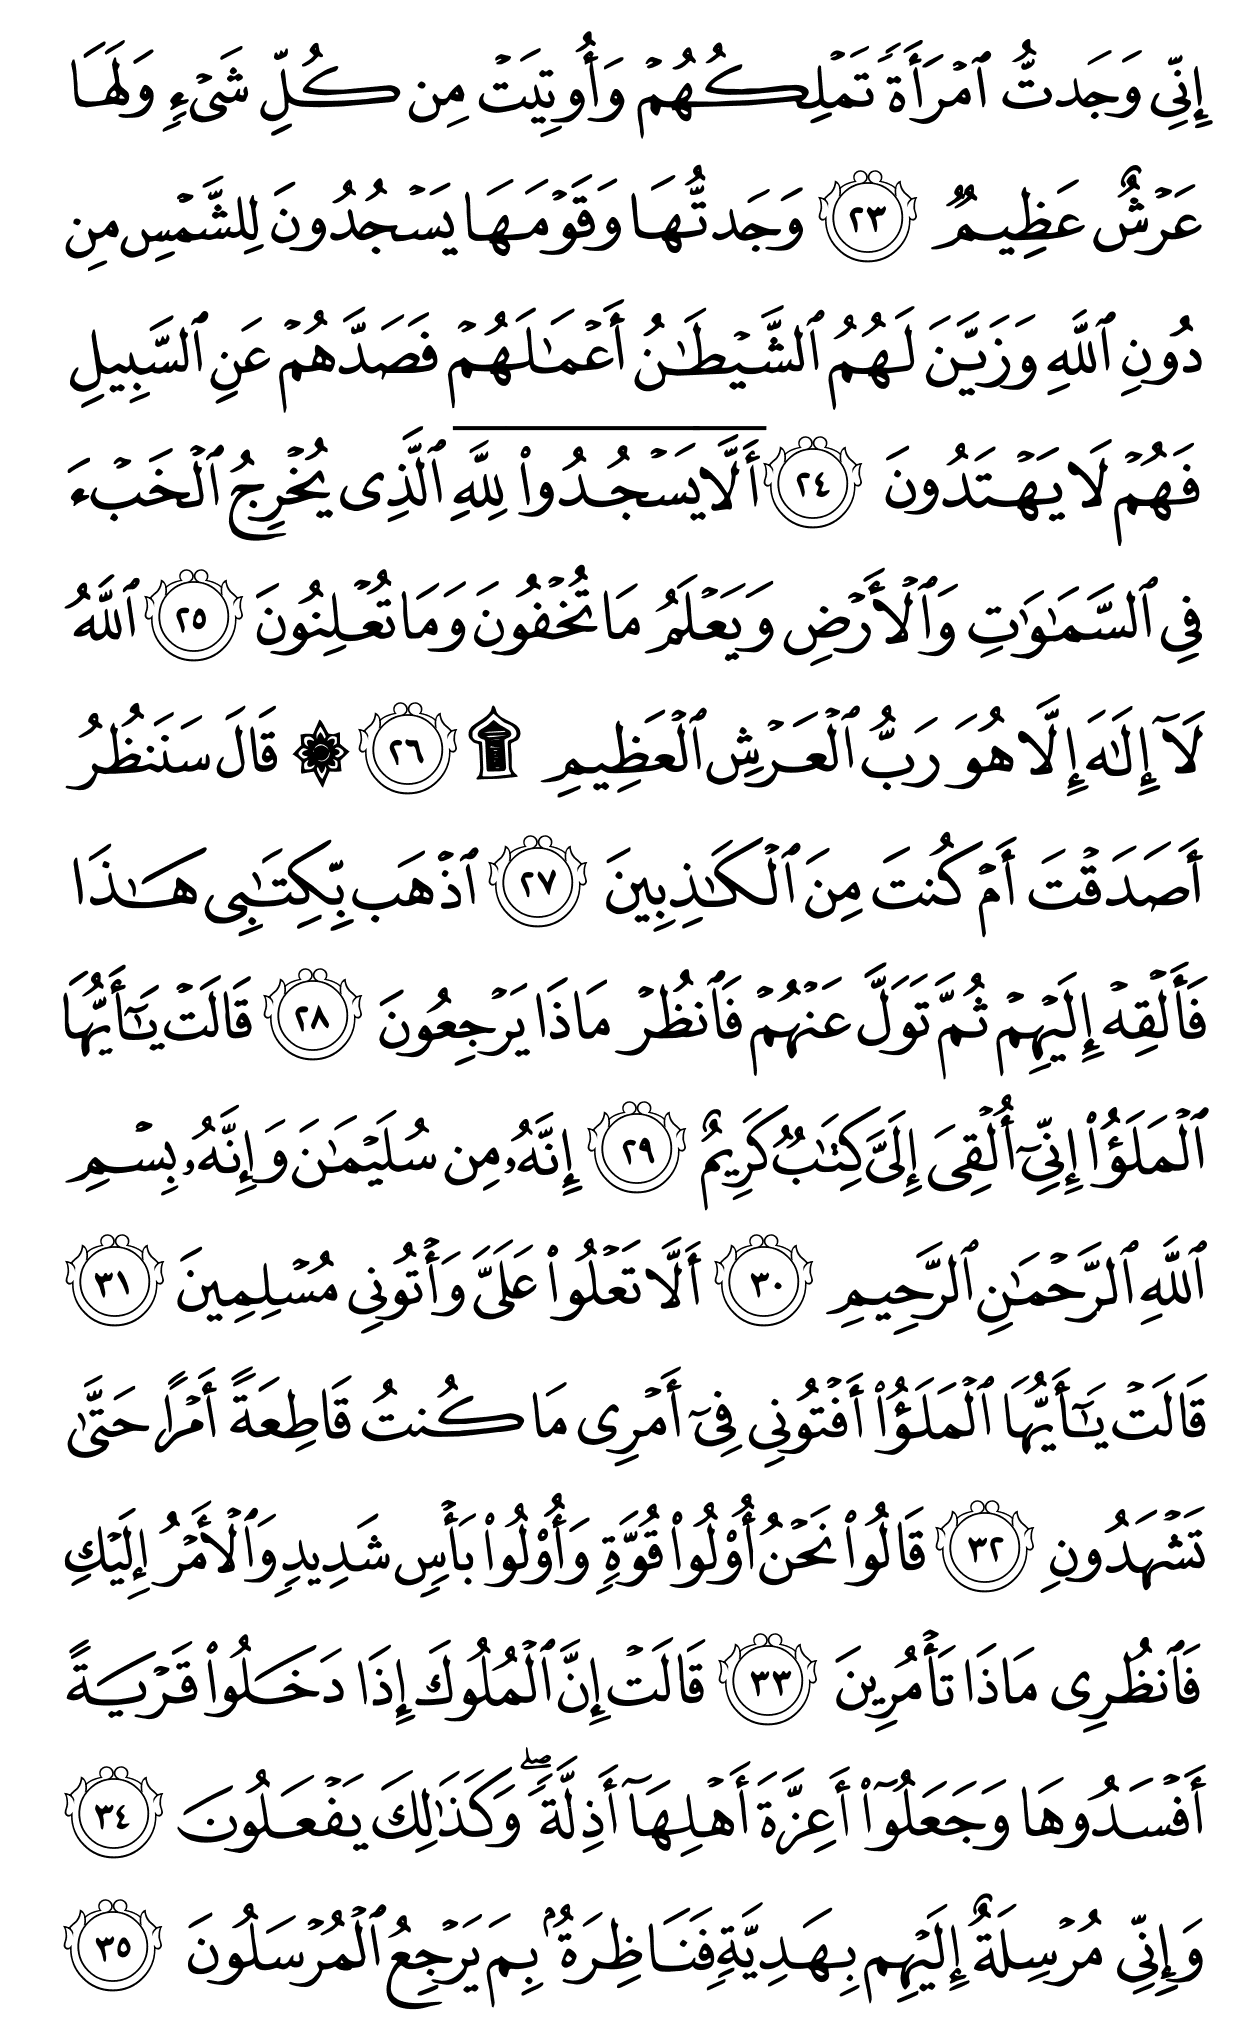 إِنِّي وَجَدتُّ ٱمۡرَأَةٗ تَمۡلِكُهُمۡ وَأُوتِيَتۡ مِن كُلِّ شَيۡءٖ وَلَهَا
عَرۡشٌ عَظِيمٞ ٢٣ وَجَدتُّهَا وَقَوۡمَهَا يَسۡجُدُونَ لِلشَّمۡسِ مِن
دُونِ ٱللَّهِ وَزَيَّنَ لَهُمُ ٱلشَّيۡطَٰنُ أَعۡمَٰلَهُمۡ فَصَدَّهُمۡ عَنِ ٱلسَّبِيلِ
فَهُمۡ لَا يَهۡتَدُونَ ٢٤ أَلَّا يَسۡجُدُواْ لِلَّهِ ٱلَّذِي يُخۡرِجُ ٱلۡخَبۡءَ
فِي ٱلسَّمَٰوَٰتِ وَٱلۡأَرۡضِ وَيَعۡلَمُ مَا تُخۡفُونَ وَمَا تُعۡلِنُونَ ٢٥ ٱللَّهُ
لَآ إِلَٰهَ إِلَّا هُوَ رَبُّ ٱلۡعَرۡشِ ٱلۡعَظِيمِ ۩ ٢٦ ۞ قَالَ سَنَنظُرُ
أَصَدَقۡتَ أَمۡ كُنتَ مِنَ ٱلۡكَٰذِبِينَ ٢٧ ٱذۡهَب بِّكِتَٰبِي هَٰذَا
فَأَلۡقِهۡ إِلَيۡهِمۡ ثُمَّ تَوَلَّ عَنۡهُمۡ فَٱنظُرۡ مَاذَا يَرۡجِعُونَ ٢٨ قَالَتۡ يَٰٓأَيُّهَا
ٱلۡمَلَؤُاْ إِنِّيٓ أُلۡقِيَ إِلَيَّ كِتَٰبٞ كَرِيمٌ ٢٩ إِنَّهُۥ مِن سُلَيۡمَٰنَ وَإِنَّهُۥ بِسۡمِ
ٱللَّهِ ٱلرَّحۡمَٰنِ ٱلرَّحِيمِ ٣٠ أَلَّا تَعۡلُواْ عَلَيَّ وَأۡتُونِي مُسۡلِمِينَ ٣١
قَالَتۡ يَٰٓأَيُّهَا ٱلۡمَلَؤُاْ أَفۡتُونِي فِيٓ أَمۡرِي مَا كُنتُ قَاطِعَةً أَمۡرًا حَتَّىٰ
تَشۡهَدُونِ ٣٢ قَالُواْ نَحۡنُ أُوْلُواْ قُوَّةٖ وَأُوْلُواْ بَأۡسٖ شَدِيدٖ وَٱلۡأَمۡرُ إِلَيۡكِ
فَٱنظُرِي مَاذَا تَأۡمُرِينَ ٣٣ قَالَتۡ إِنَّ ٱلۡمُلُوكَ إِذَا دَخَلُواْ قَرۡيَةً
أَفۡسَدُوهَا وَجَعَلُوٓاْ أَعِزَّةَ أَهۡلِهَآ أَذِلَّةٗۖ وَكَذَٰلِكَ يَفۡعَلُونَ ٣٤
وَإِنِّي مُرۡسِلَةٌ إِلَيۡهِم بِهَدِيَّةٖ فَنَاظِرَةُۢ بِمَ يَرۡجِعُ ٱلۡمُرۡسَلُونَ ٣٥